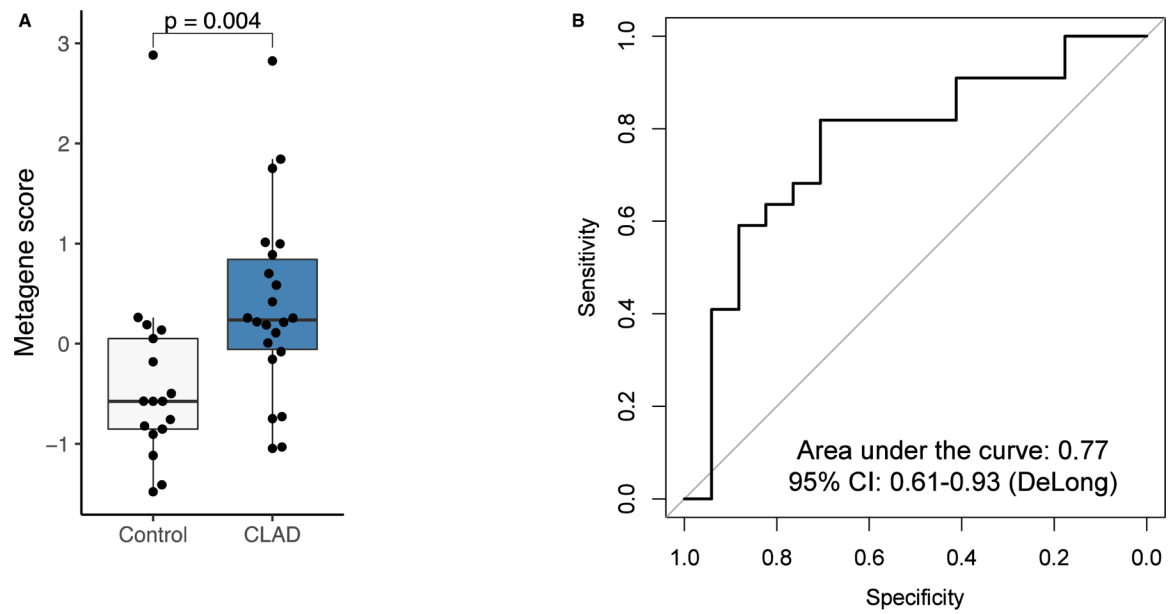 A
p = 0.004
Metagene score
3
2
1
0
−1
Control
CLAD
B
Sensitivity
1.0
0.8
0.6
0.4
0.2
0.0
Area under the curve: 0.77
95% CI: 0.61-0.93 (DeLong)
1.0
0.8
0.6
0.4
0.2
0.0
Specificity